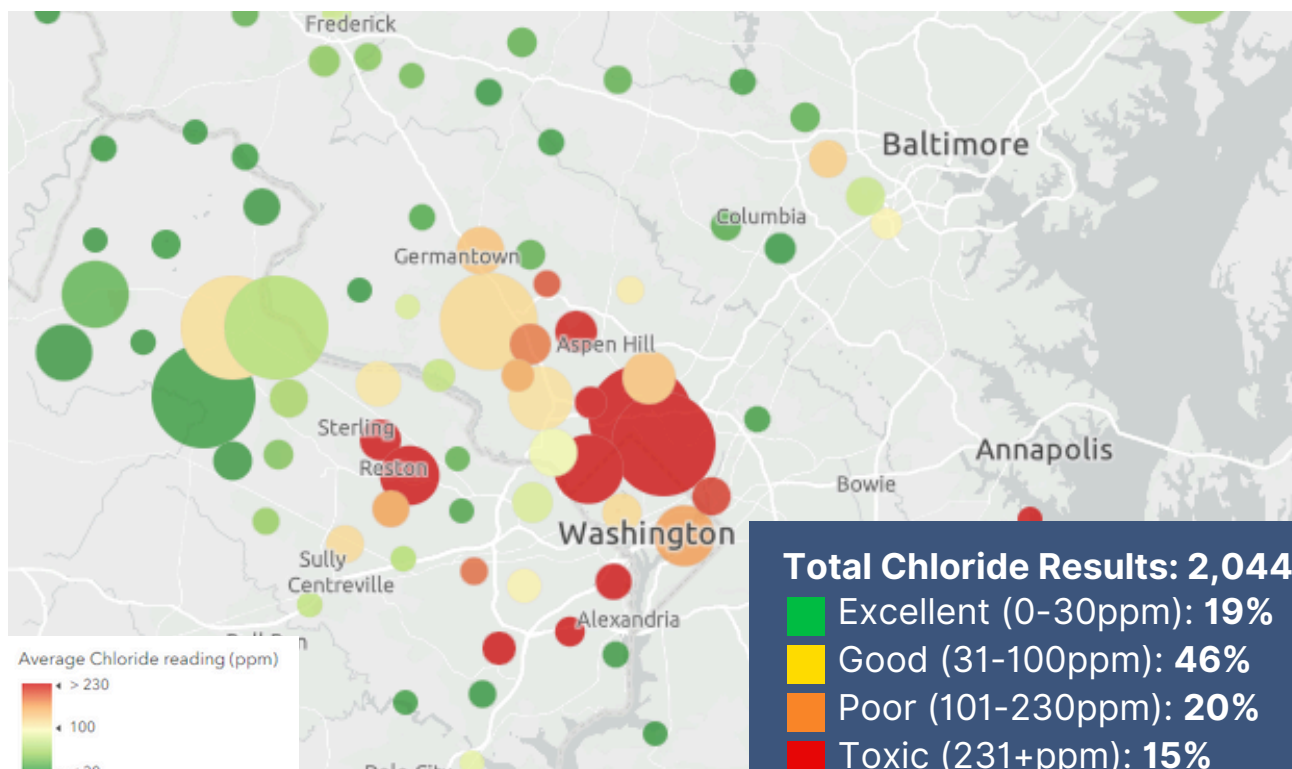 Frederick
Baltimore
Columbia
Germantown
Aspen Hill
Sterling
Reston
Annapolis
Bowie
Washington
Sully
Centreville
Alexandria
Total Chloride Results: 2,044
Excellent (0-30ppm): 19%
Good (31-100ppm): 46%
Poor (101-230ppm): 20%
Toxic (231+ppm): 15%
Average Chloride reading (ppm)
> 230
100